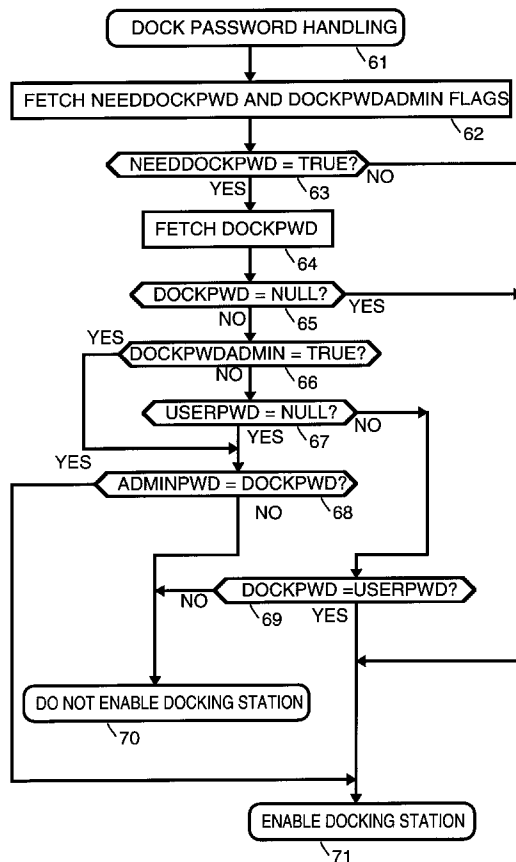 DOCK PASSWORD HANDLING
61
FETCH NEEDDOCKPWD AND DOCKPWDADMIN FLAGS
62
NEEDDOCKPWD = TRUE?
NO
YES
63
FETCH DOCKPWD
64
DOCKPWD = NULL?
YES
NO
65
YES
DOCKPWDADMIN = TRUE?
NO
66
USERPWD = NULL?
NO
YES
67
YES
ADMINPWD = DOCKPWD?
68
NO
DOCKPWD =USERPWD?
NO
69
YES
DO NOT ENABLE DOCKING STATION
70
ENABLE DOCKING STATION
71